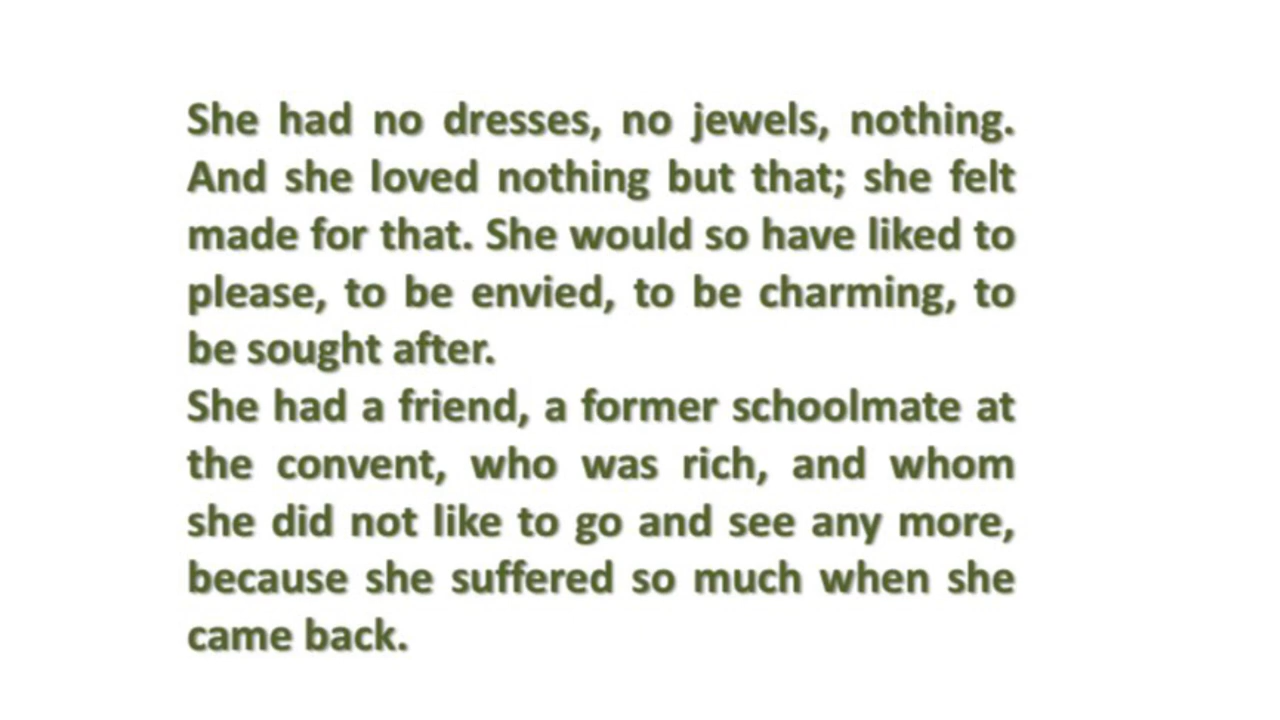 She had no dresses, no jewels, nothing.
And she loved nothing but that; she felt
made for that. She would so have liked to
please, to be envied, to be charming, to
be sought after.
She had a friend, a former schoolmate at
the convent, who was rich, and whom
she did not like to go and see any more,
because she suffered so much when she
came back.